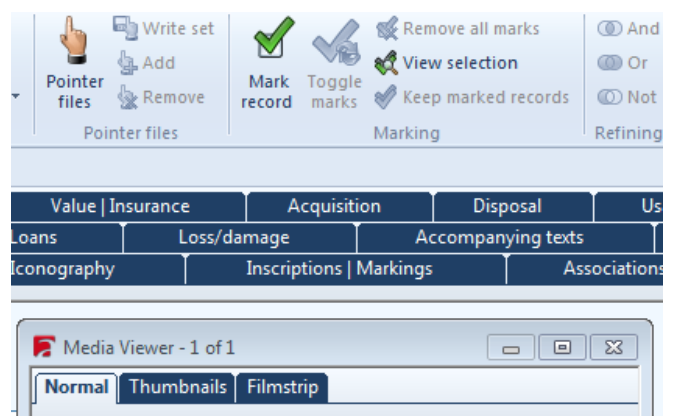 Pointer files
Write set
Add
Remove
Pointer files
Mark record
Toggle marks
Remove all marks
View selection
Keep marked records
Marking
And
Or
Not
Refining
Value | Insurance
Acquisition
Disposal
Loss/damage
Accompanying texts
Inscriptions | Markings
Associations
Media Viewer - 1 of 1
Normal
Thumbnails
Filmstrip